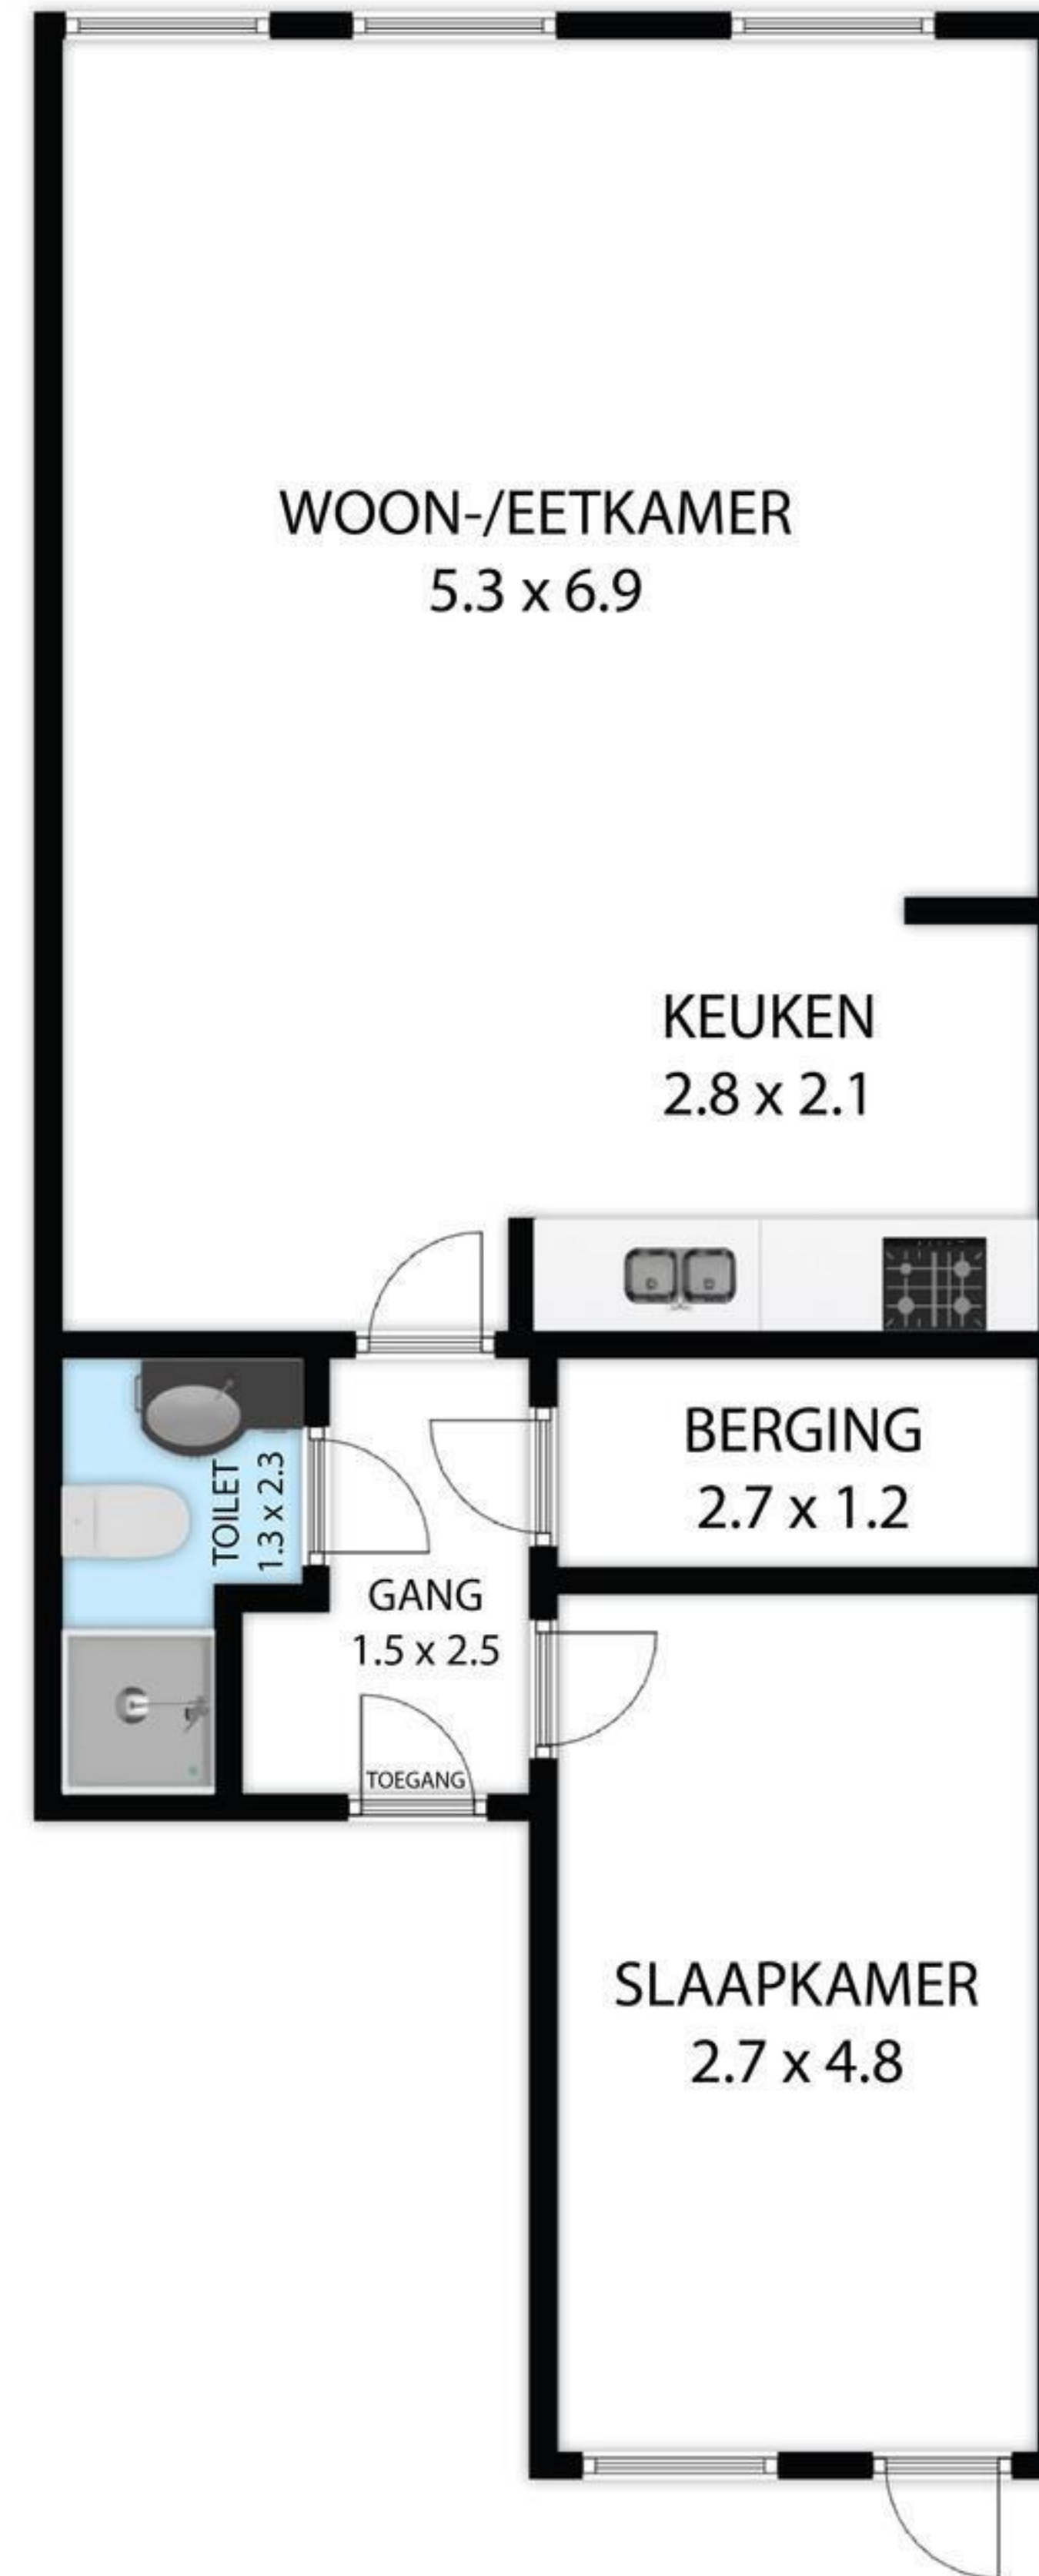 WOON-/EETKAMER
5.3 x 6.9
KEUKEN
2.8 x 2.1
BERGING
2.7 x 1.2
TOILET
1.3 x 2.3
GANG
1.5 x 2.5
TOEGANG
SLAAPKAMER
2.7 x 4.8